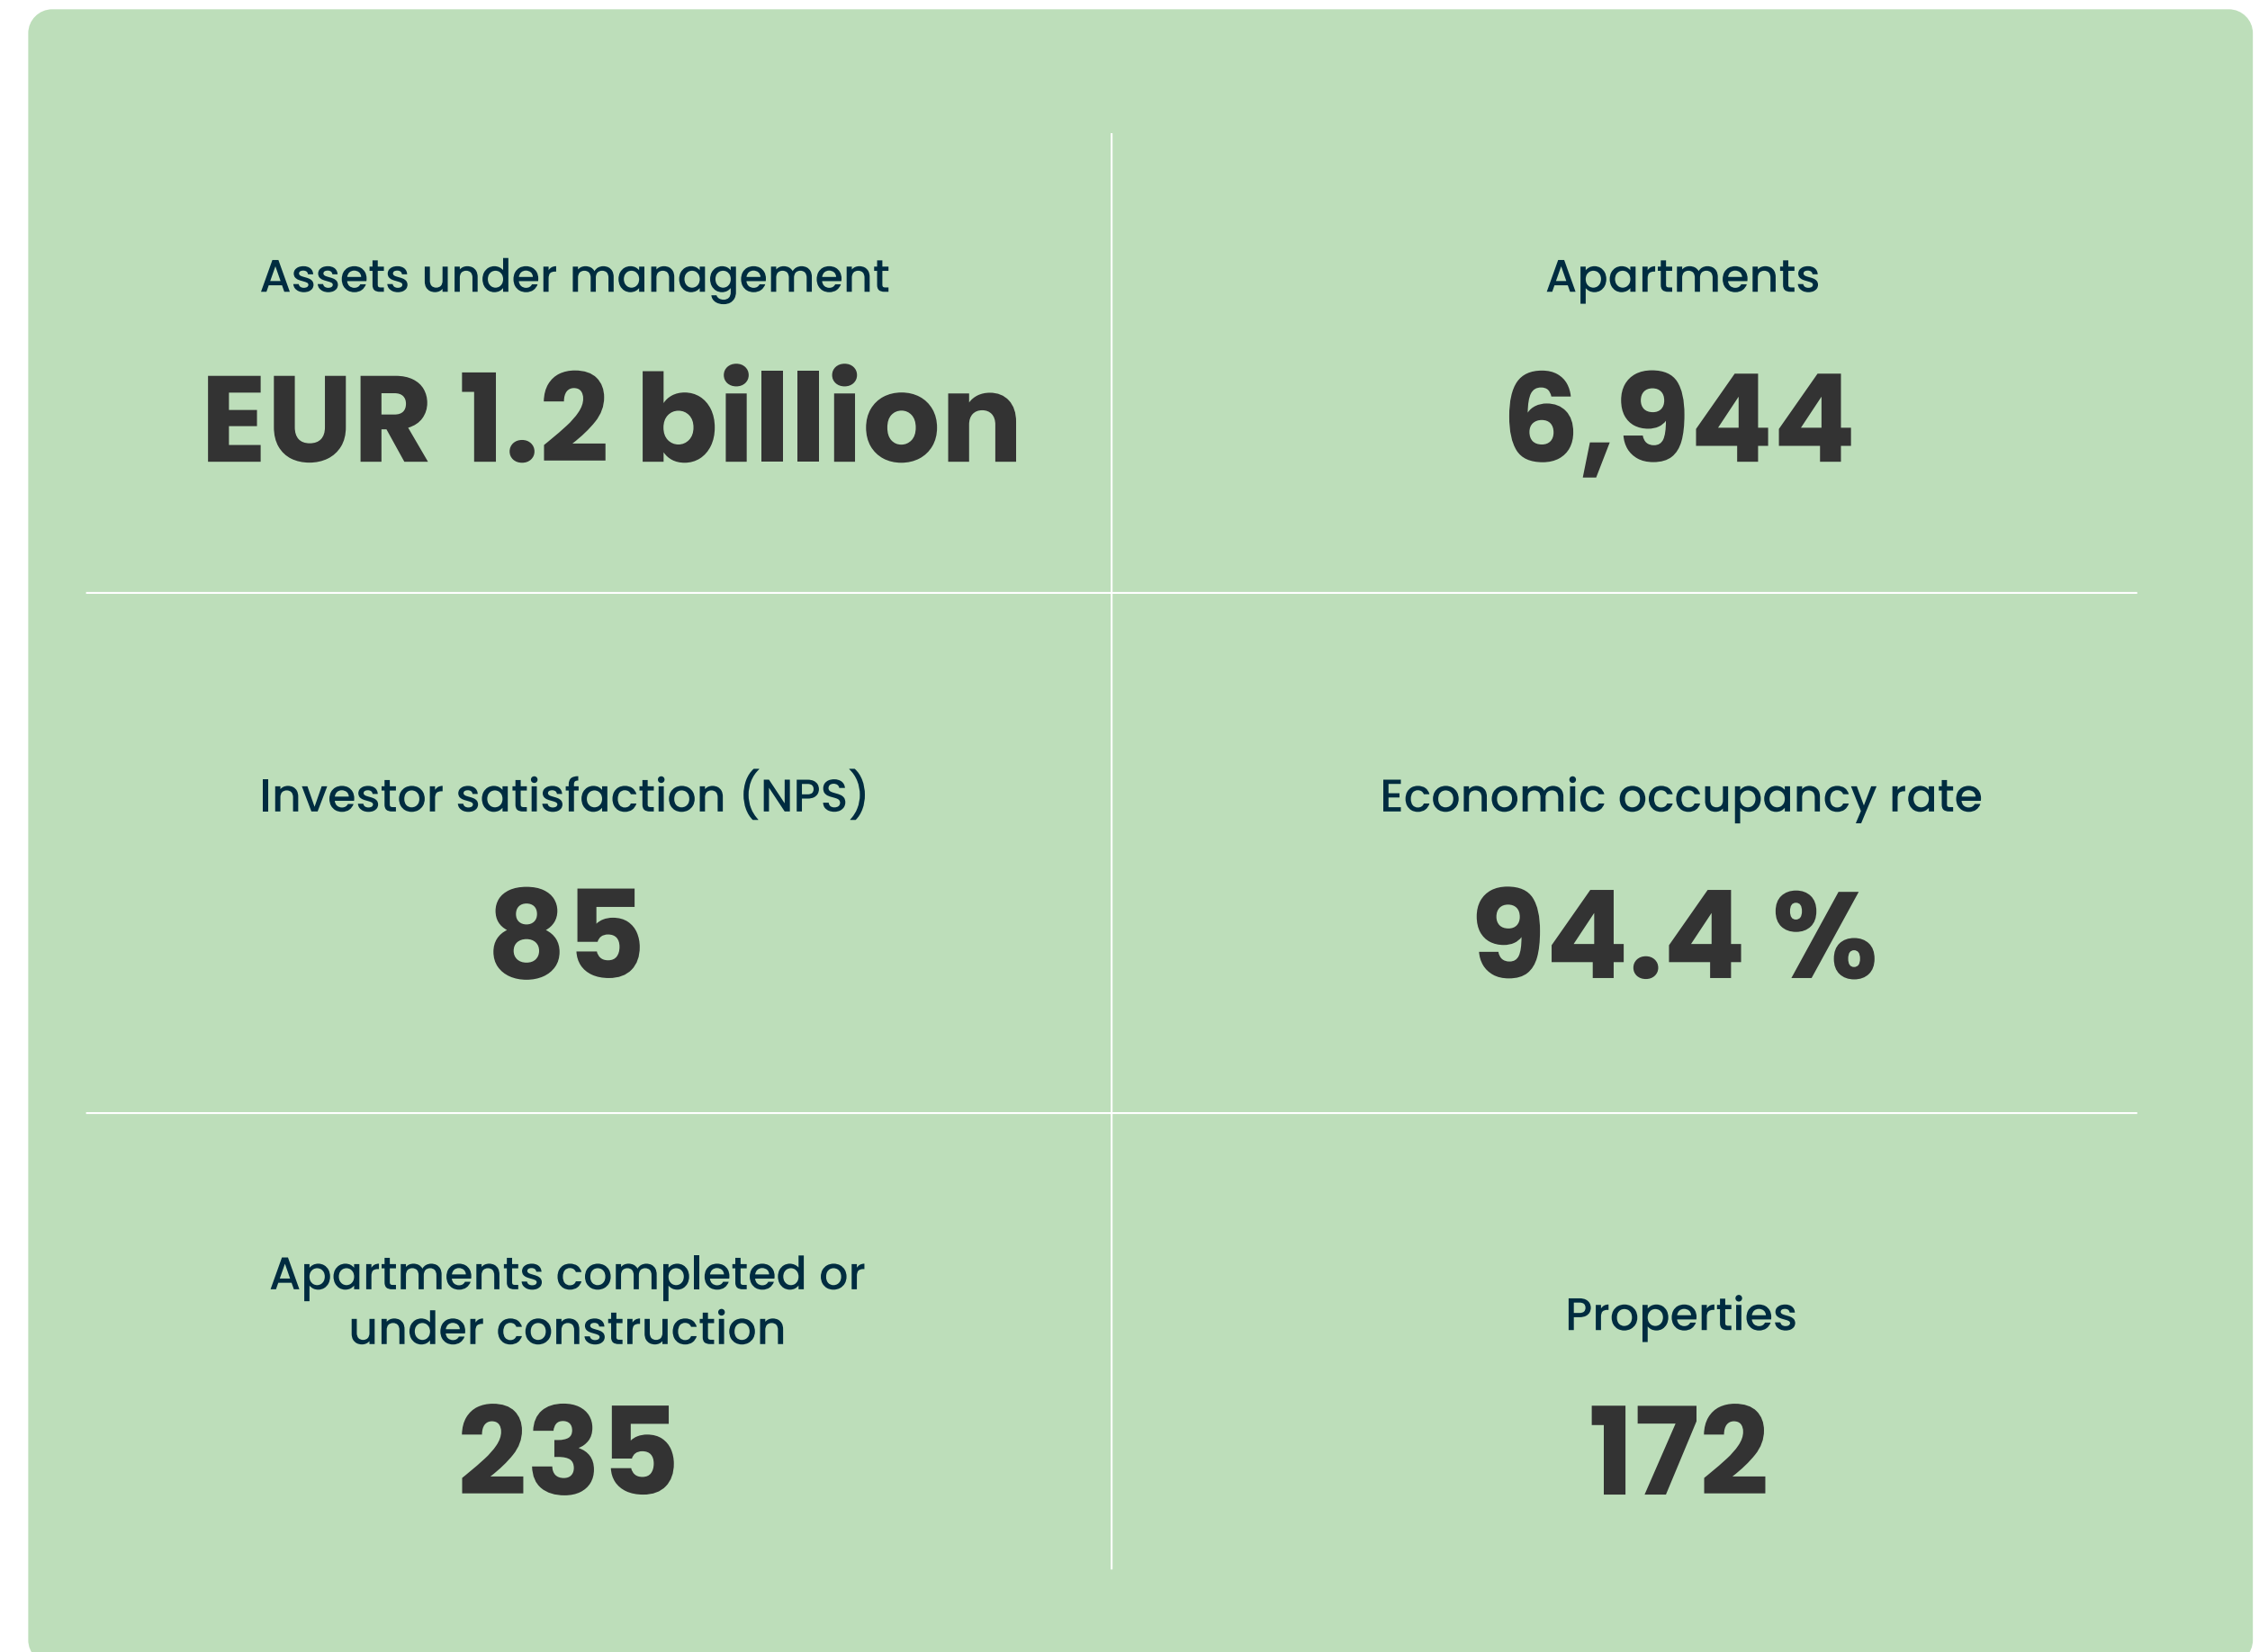 Assets under management
EUR 1.2 billion
Apartments
6,944
Investor satisfaction (NPS)
85
Economic occupancy rate
94.4 %
Apartments completed or
under construction
235
Properties
172